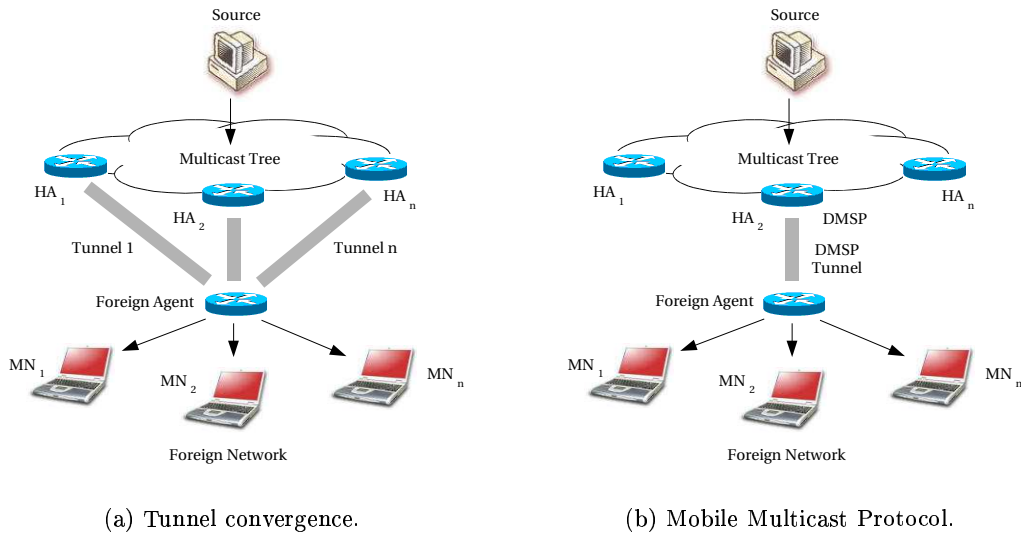 Source
Multicast Tree
HA 1
HA 2
HA n
Tunnel 1
Tunnel n
Foreign Agent
MN 1
MN 2
MN n
Foreign Network
(a) Tunnel convergence.
Source
Multicast Tree
HA 1
HA 2
DMSP
HA n
DMSP
Tunnel
Foreign Agent
MN 1
MN 2
MN n
Foreign Network
(b) Mobile Multicast Protocol.